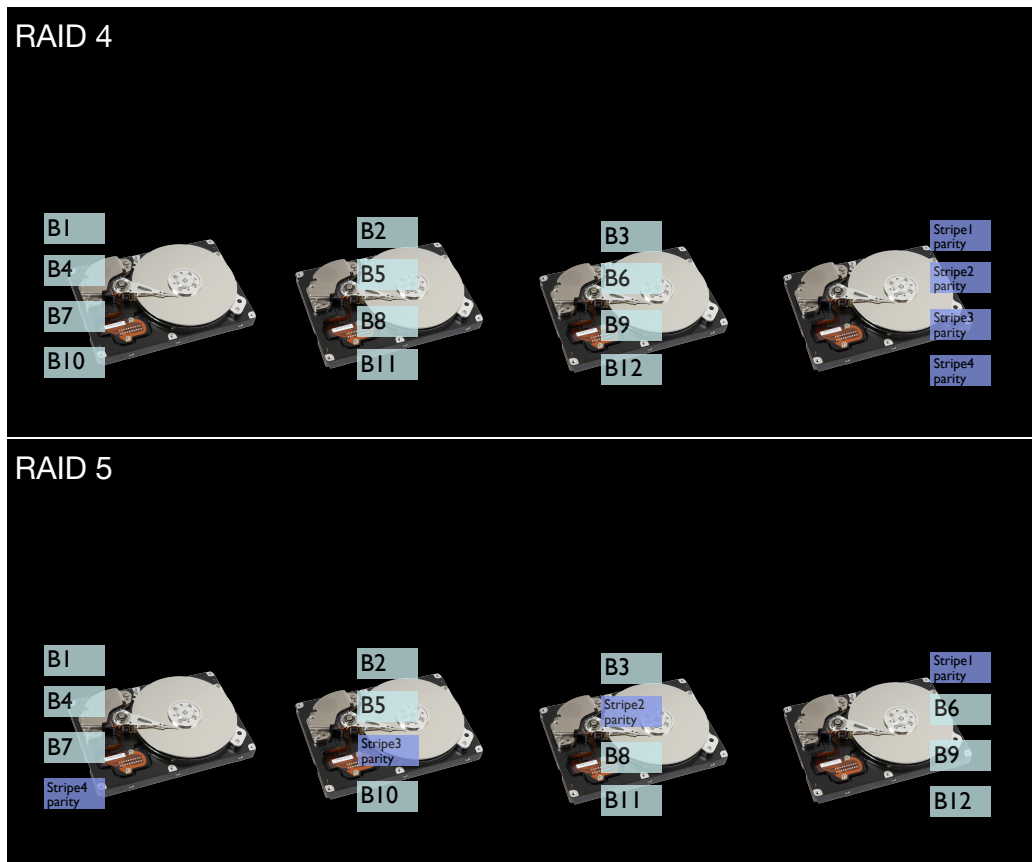 RAID 4
B1
B2
B3
Stripe1
parity
B4
B5
B6
Stripe2
parity
B7
B8
B9
Stripe3
parity
B10
B11
B12
Stripe4
parity
RAID 5
B1
B2
B3
Stripe1
parity
B4
B5
Stripe2
parity
B6
B7
Stripe3
parity
B8
B9
Stripe4
parity
B10
B11
B12